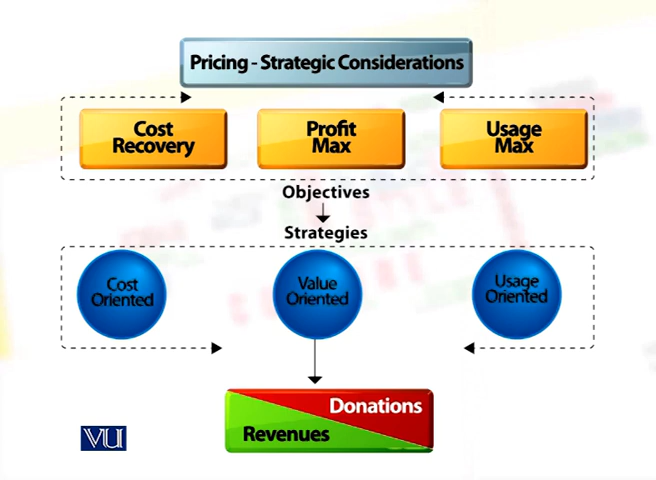 Pricing - Strategic Considerations
Cost
Recovery
Profit
Max
Usage
Max
Objectives
Strategies
Cost
Oriented
Value
Oriented
Usage
Oriented
Donations
Revenues
VU